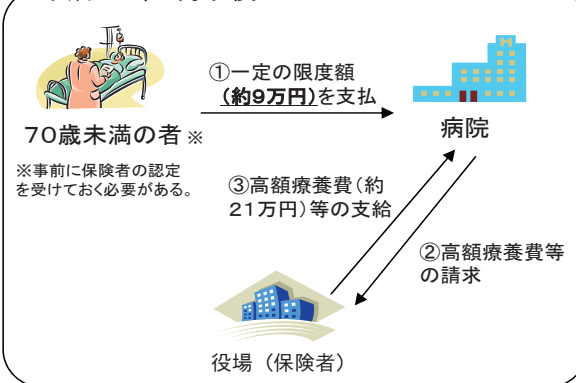 ①一定の限度額
(約9万円)を支払
70歳未満の者※
病院
※事前に保険者の認定
を受けておく必要がある。
③高額療養費(約
21万円)等の支給
②高額療養費等
の請求
役場（保険者）